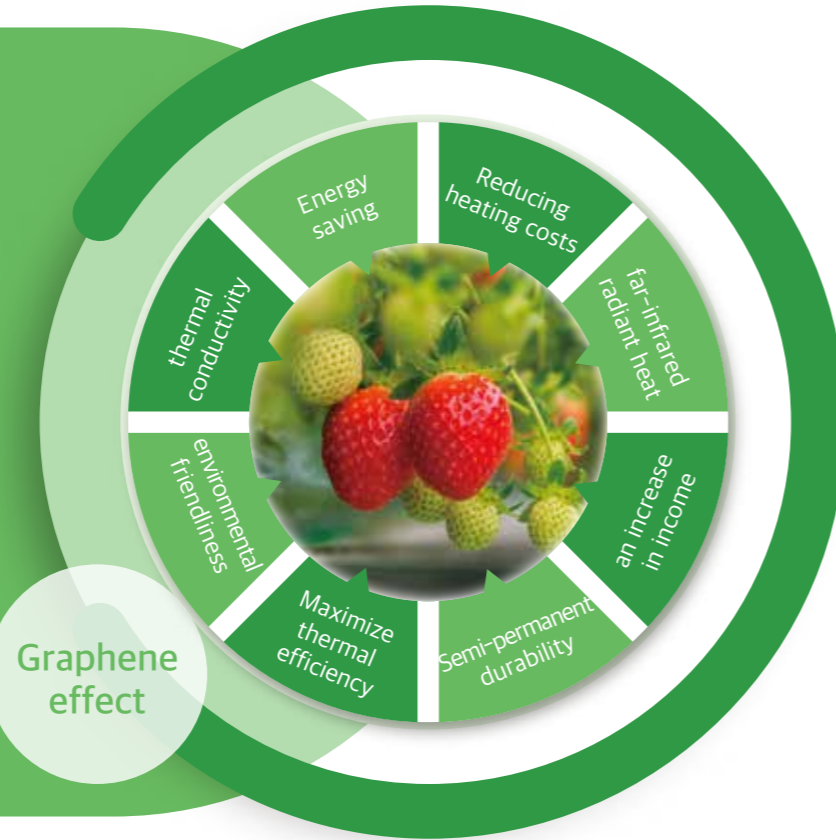 Energy
saving
Reducing
heating costs
far-infrared
radiant heat
an increase
in income
Semi-permanent
durability
Maximize
thermal
efficiency
environmental
friendliness
thermal
conductivity
Graphene
effect